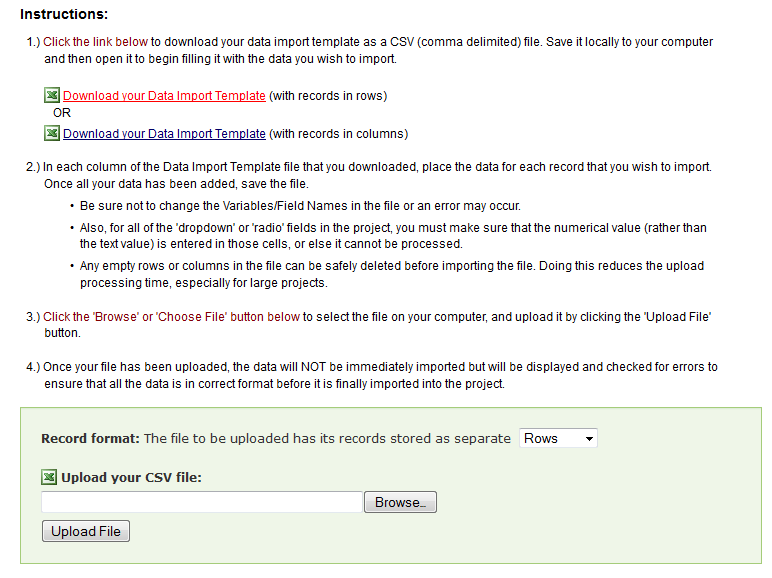 Instructions:
1.) Click the link below to download your data import template as a CSV (comma delimited) file. Save it locally to your computer
and then open it to begin filling it with the data you wish to import.
Download your Data Import Template (with records in rows)
OR
Download your Data Import Template (with records in columns)
2.) In each column of the Data Import Template file that you downloaded, place the data for each record that you wish to import.
Once all your data has been added, save the file.
• Be sure not to change the Variables/Field Names in the file or an error may occur.
• Also, for all of the 'dropdown' or 'radio' fields in the project, you must make sure that the numerical value (rather than
the text value) is entered in those cells, or else it cannot be processed.
• Any empty rows or columns in the file can be safely deleted before importing the file. Doing this reduces the upload
processing time, especially for large projects.
3.) Click the 'Browse' or 'Choose File' button below to select the file on your computer, and upload it by clicking the 'Upload File'
button.
4.) Once your file has been uploaded, the data will NOT be immediately imported but will be displayed and checked for errors to
ensure that all the data is in correct format before it is finally imported into the project.
Record format: The file to be uploaded has its records stored as separate Rows
Upload your CSV file:
Browse_
Upload File